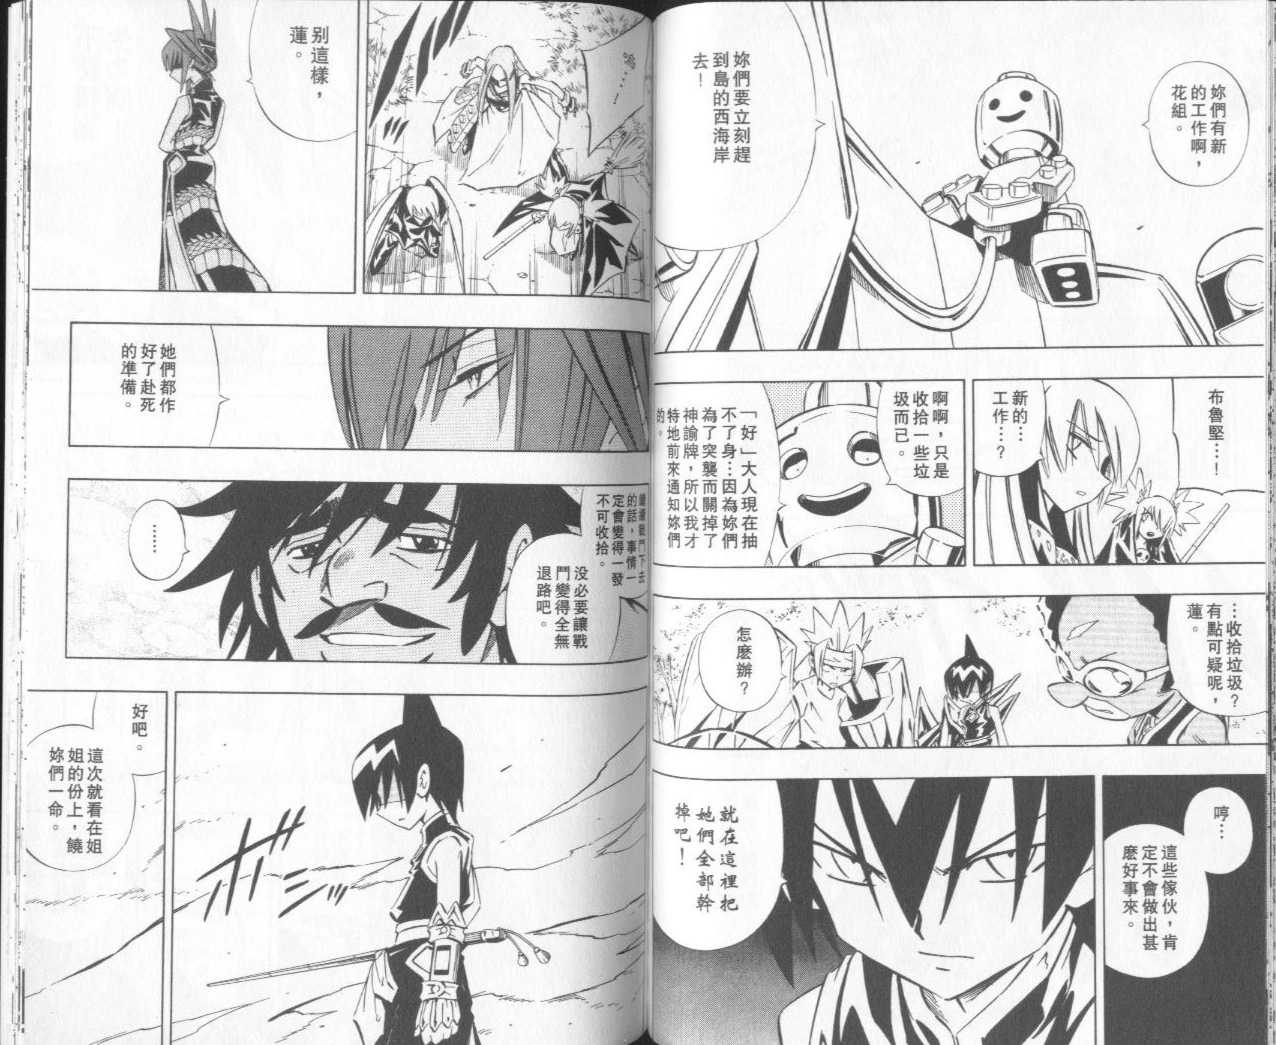 妳們有新
的工作啊，
花組。
妳們要立刻趕
到島的西海岸
去！
布魯堅…！
新的…
工作…？
啊啊，只是
收拾一些垃
圾而已。
「好」大人現在抽
不了身…因為妳們
為了突襲而關掉了
神諭牌，所以我才
特地前來通知妳們
的。
…收拾垃圾？
有點可疑呢，
蓮。
怎麼辦？
哼…
這些傢伙，肯
定不會做出甚
麼好事來。
就在這裡把
她們全部幹
掉吧！
嗚……
别這樣，
蓮。
她們都作
好了赴死
的準備。
繼續戰鬥下去
的話，事情一
定會變得一發
不可收拾。
没必要讓戰
鬥變得全無
退路吧。
……
好吧。
這次就看在姐
姐的份上，饒
妳們一命。